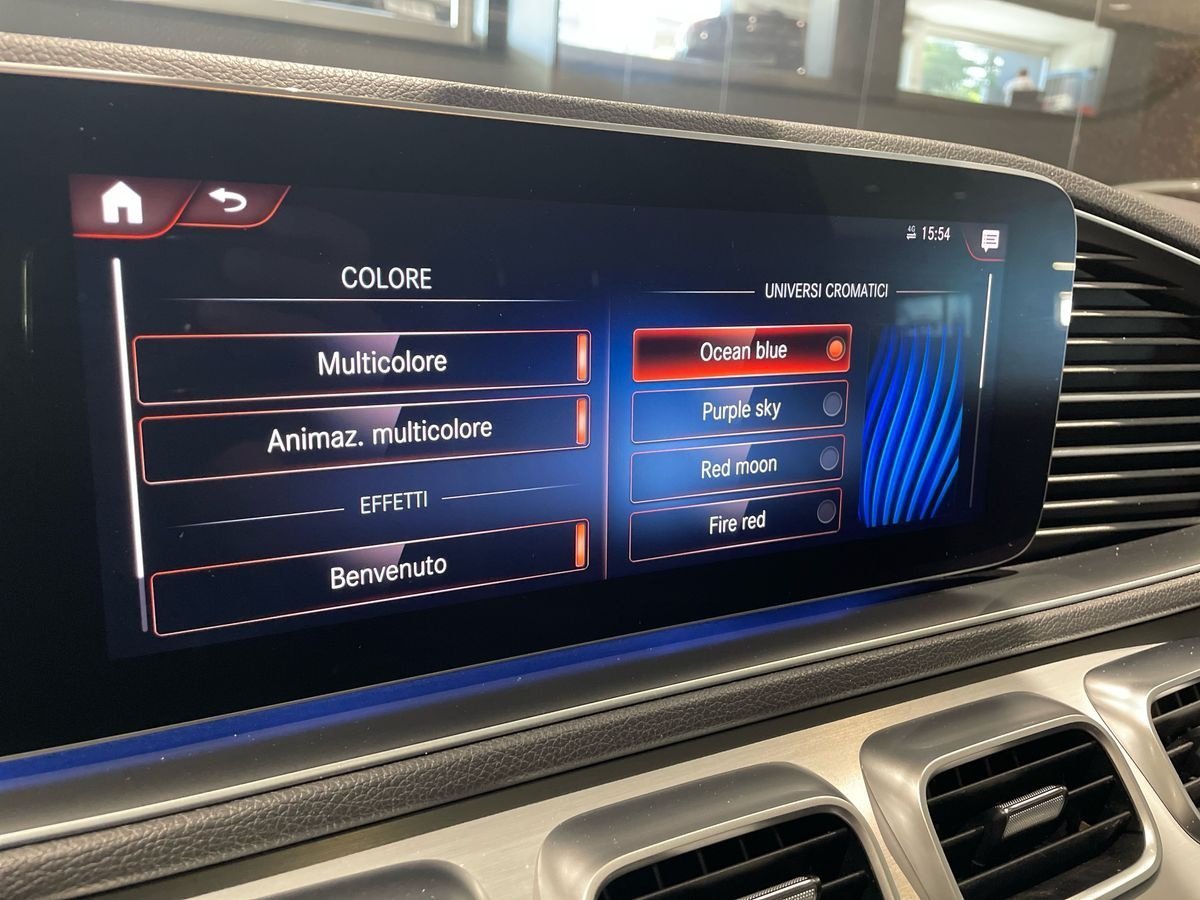 4G 15:54
COLORE
Multicolore
Animaz. multicolore
EFFETTI
Benvenuto
UNIVERSI CROMATICI
Ocean blue
Purple sky
Red moon
Fire red